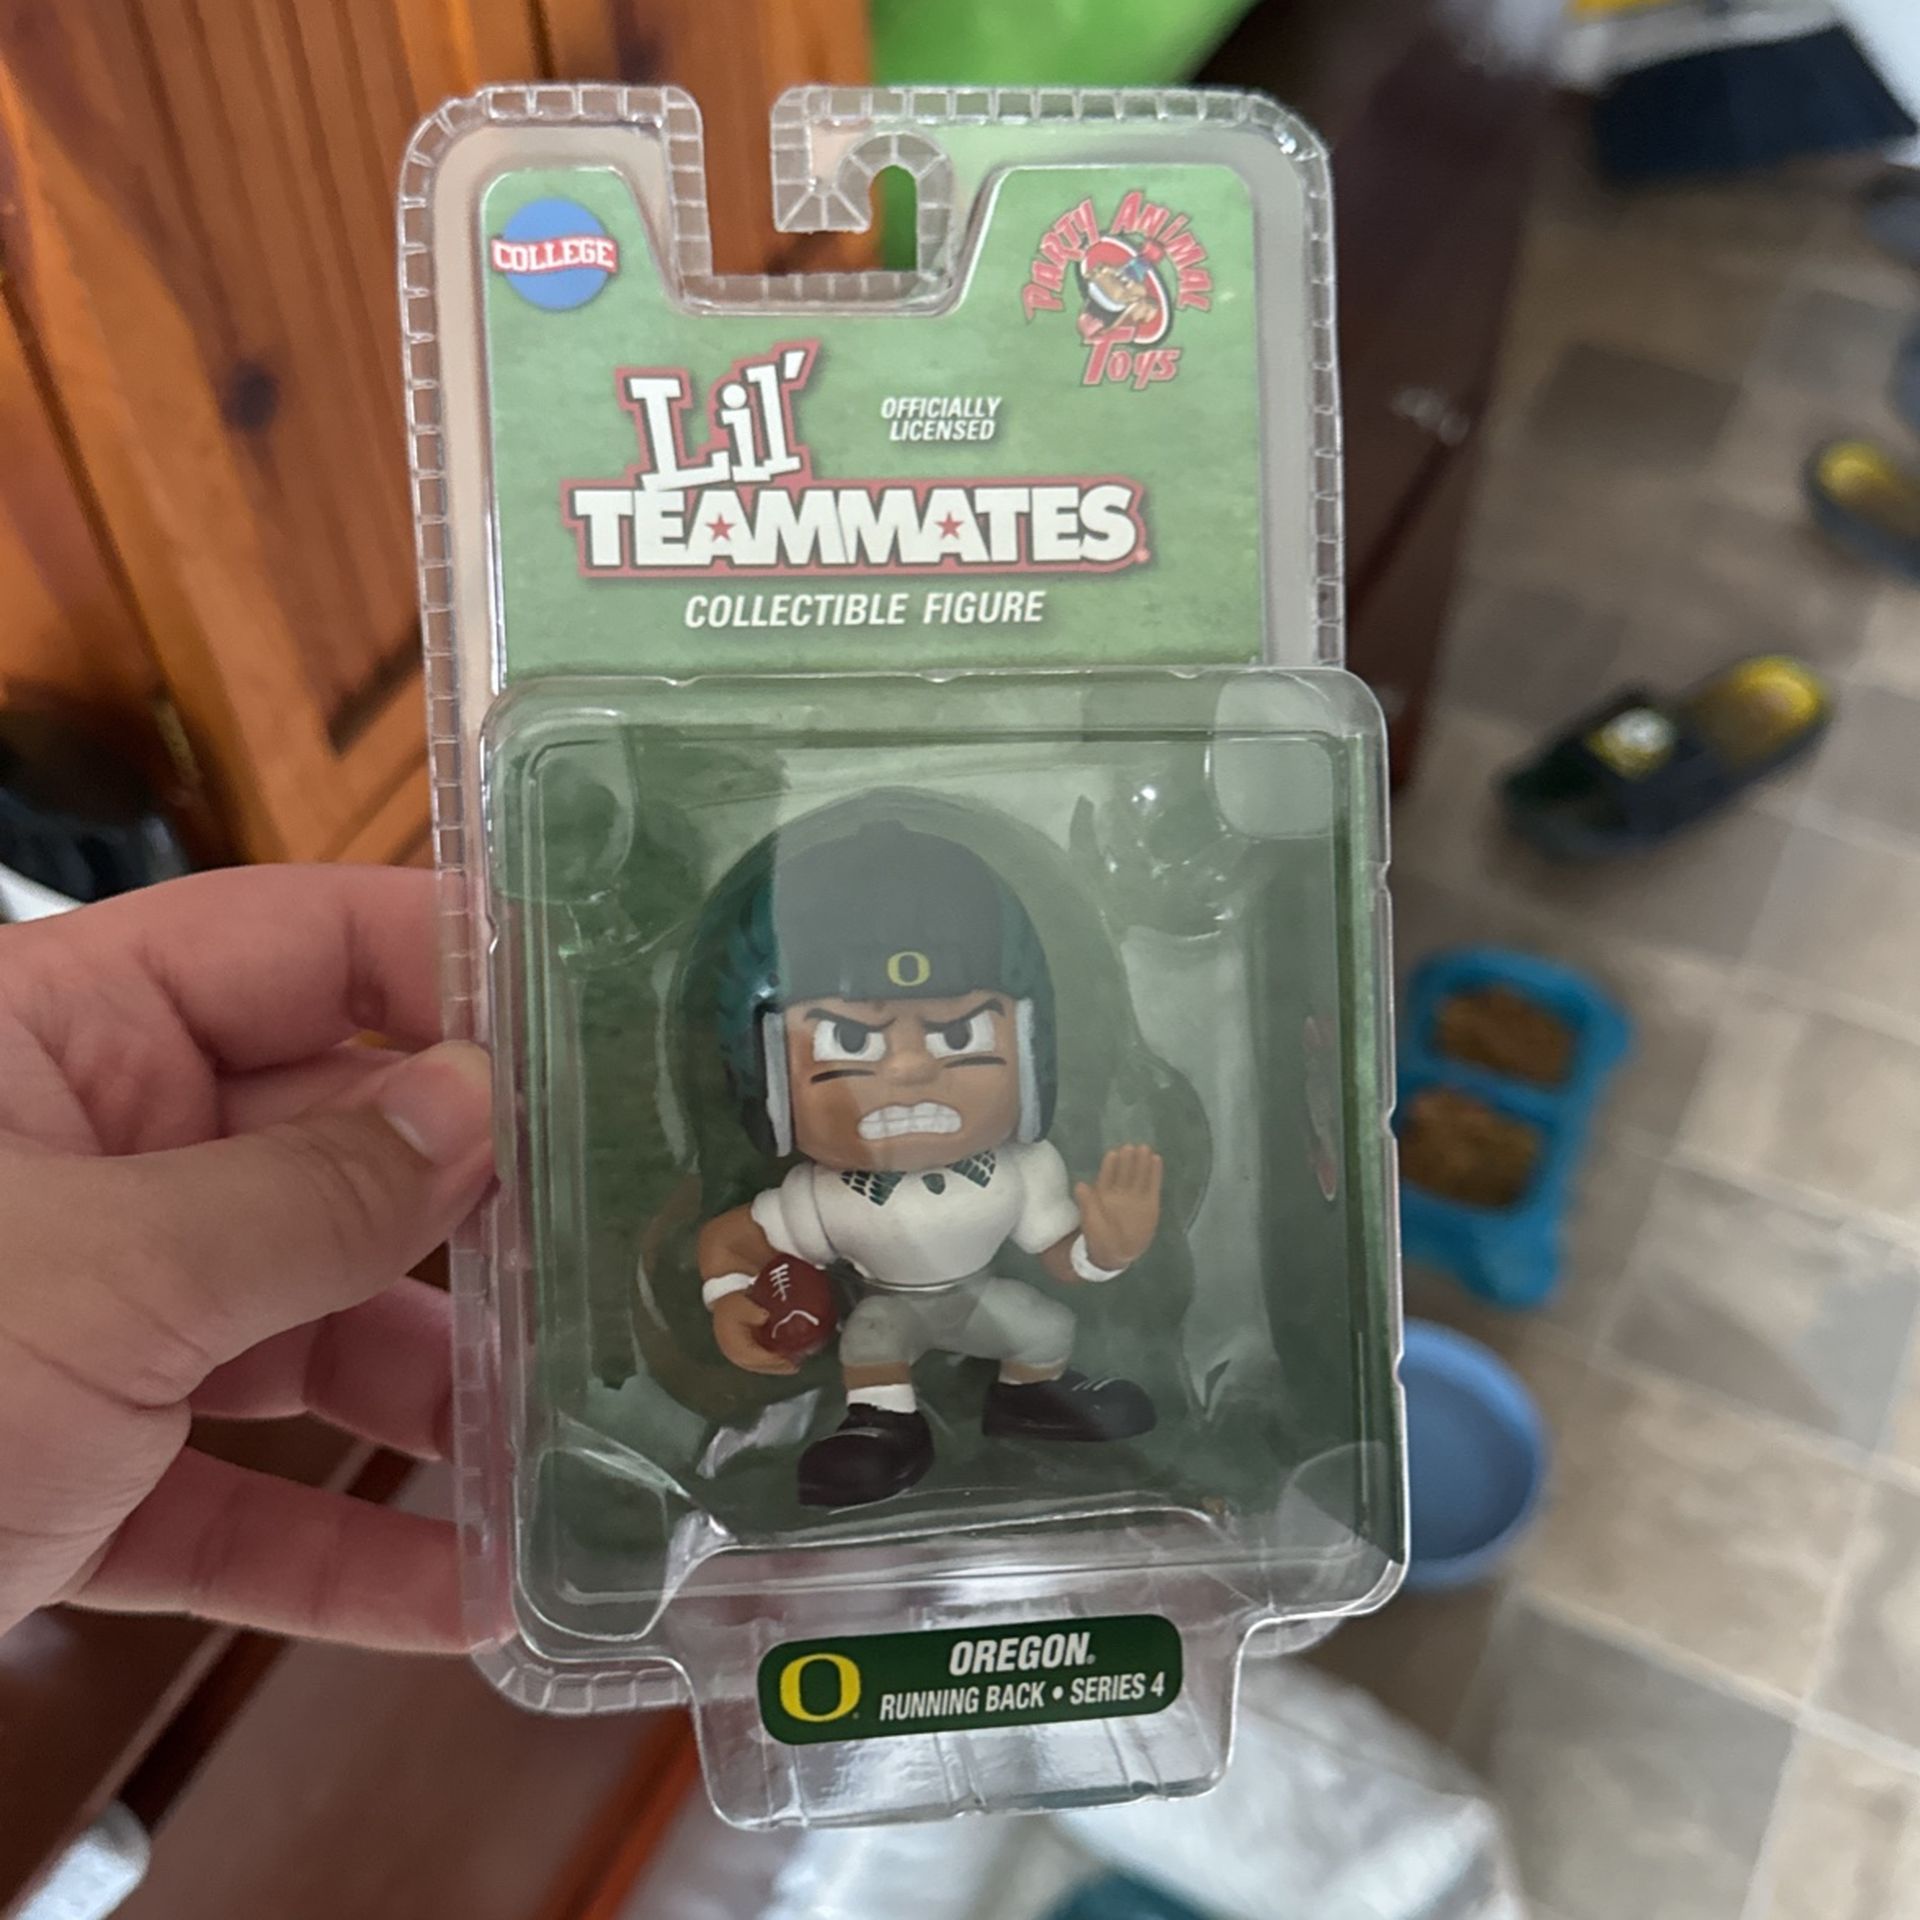 COLLEGE
PARTY ANIMAL
TOYS
Lil'
OFFICIALLY
LICENSED
TEAMMATES
COLLECTIBLE FIGURE
O
O
OREGON®
RUNNING BACK • SERIES 4